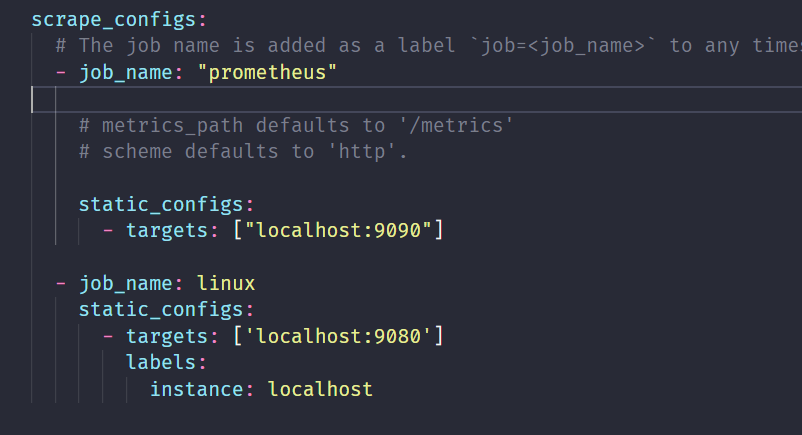 scrape_configs:
# The job name is added as a label `job=<job_name>` to any times
- job_name: "prometheus"
# metrics_path defaults to '/metrics'
# scheme defaults to 'http'.
static_configs:
- targets: ["localhost:9090"]
- job_name: linux
static_configs:
- targets: ['localhost:9080']
labels:
instance: localhost